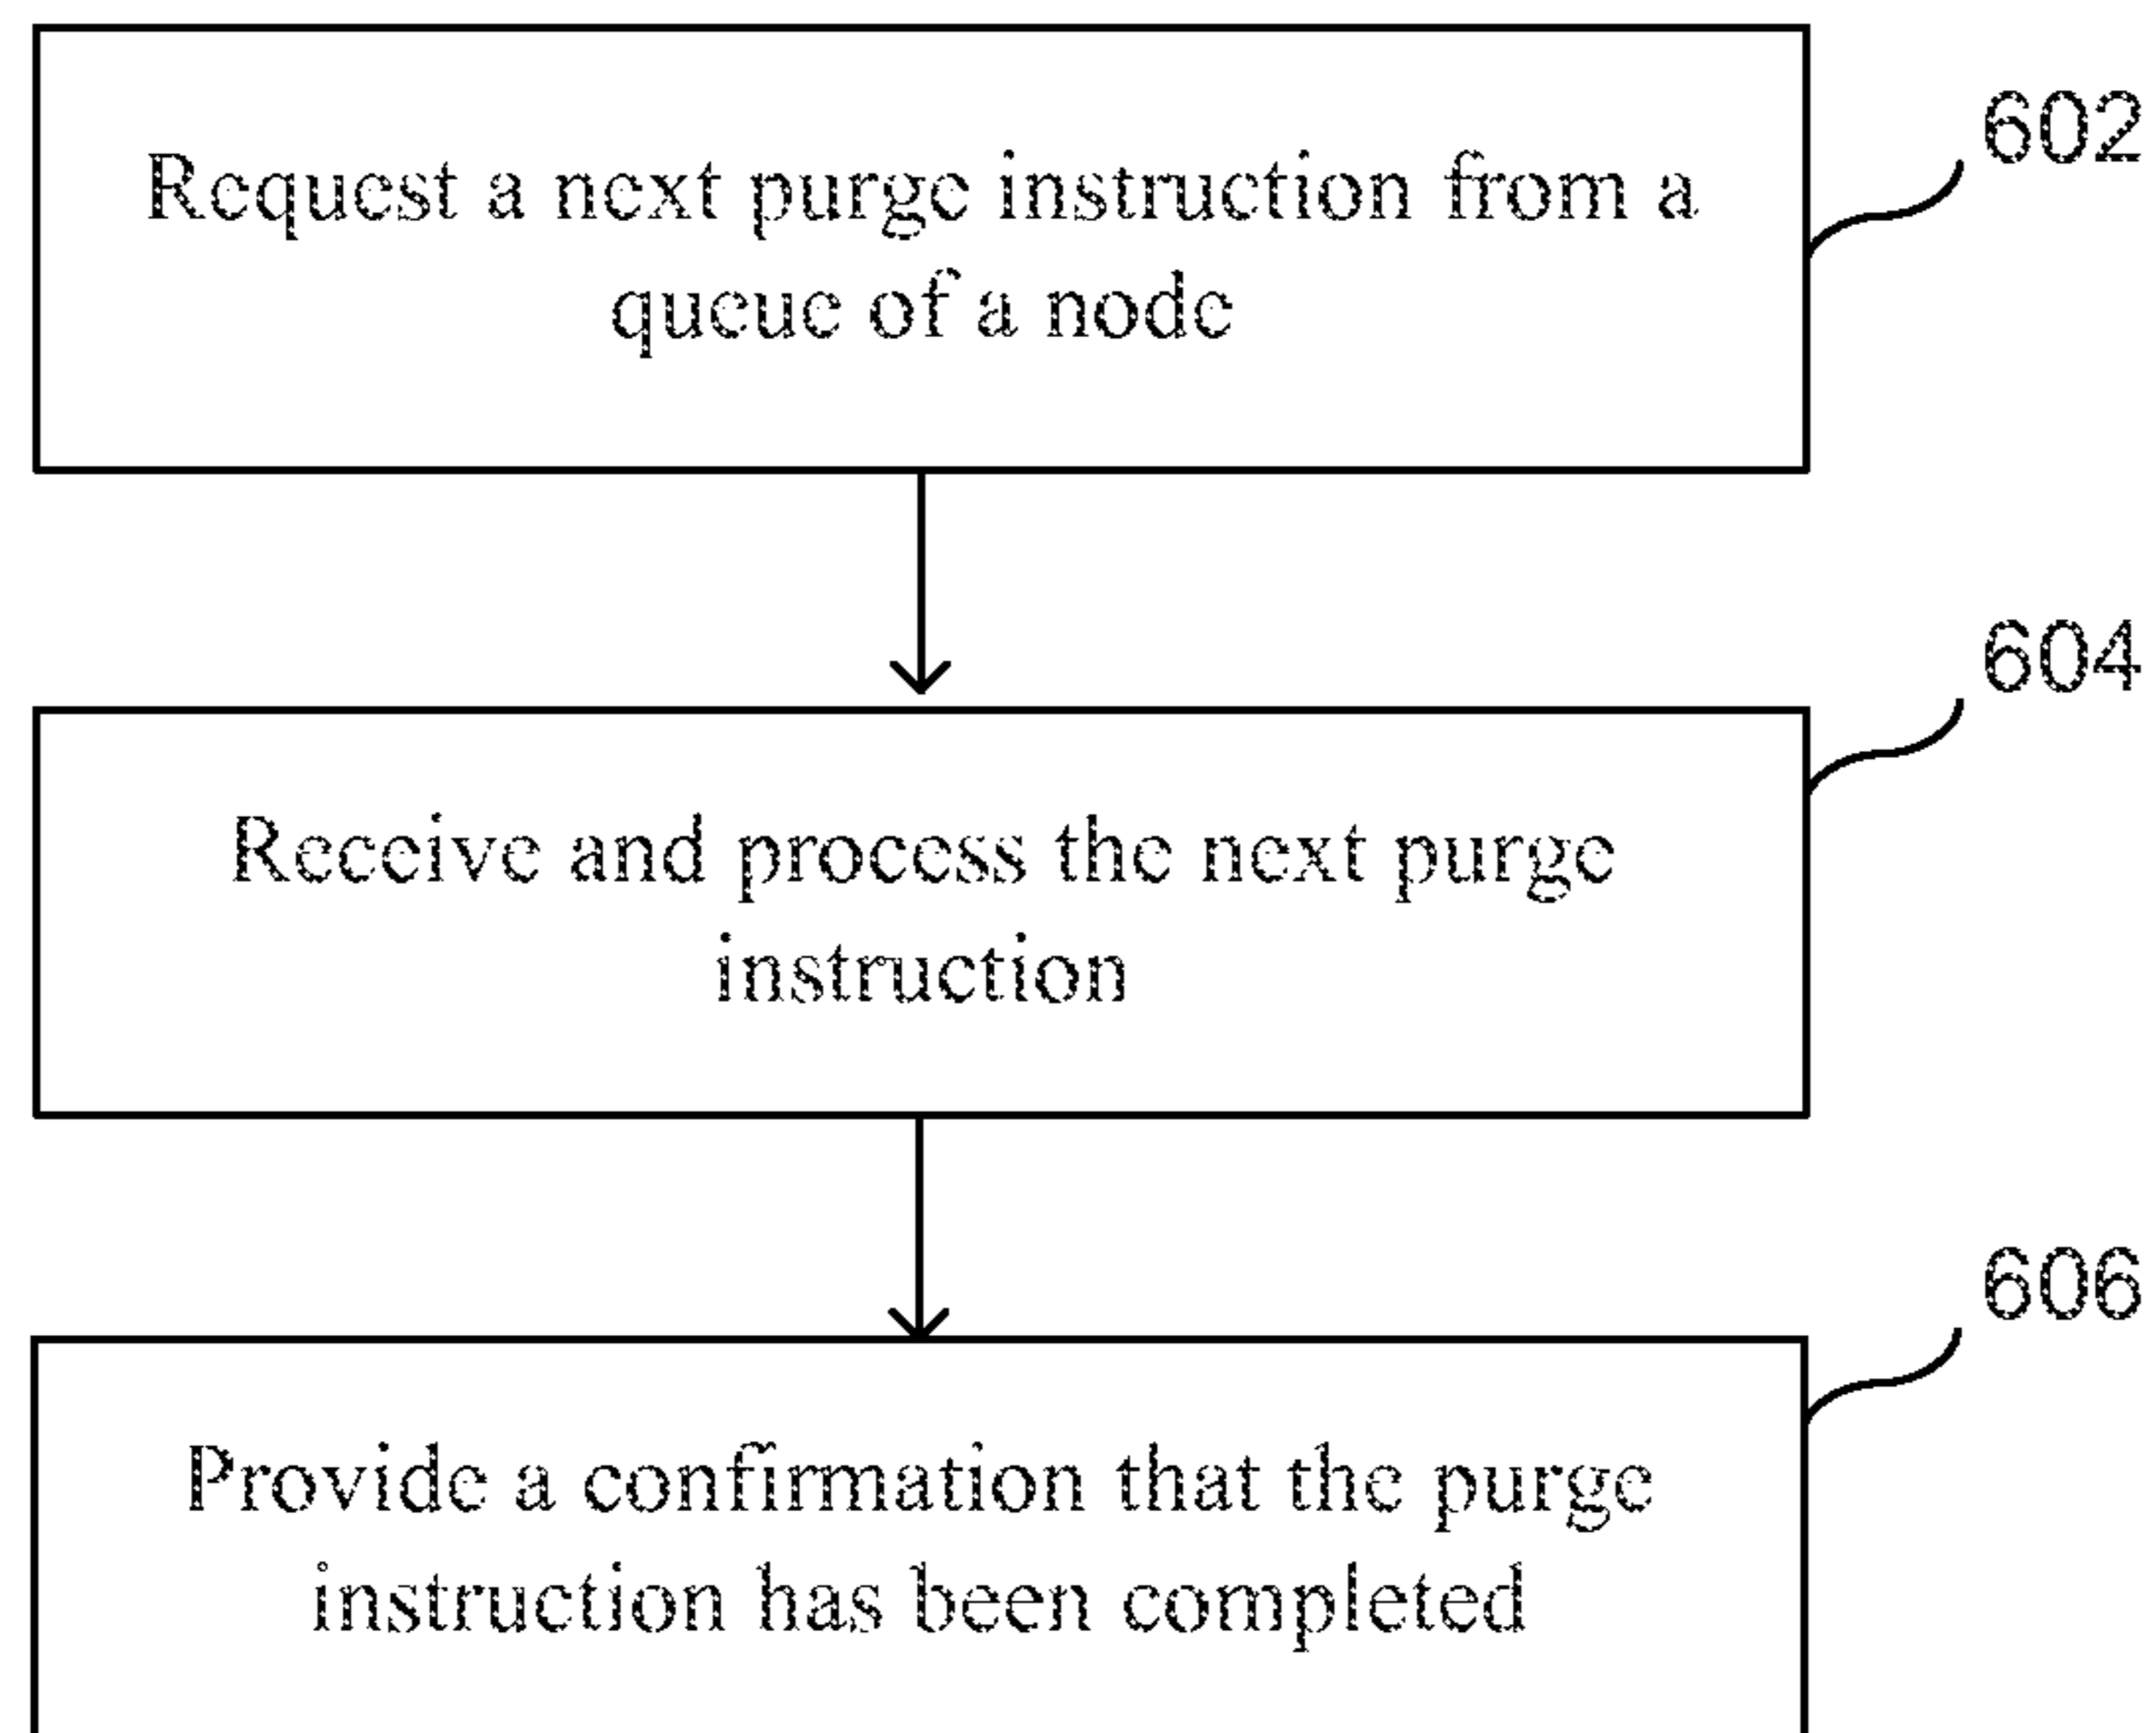 Request a next purge instruction from a
queue of a node
602
Receive and process the next purge
instruction
604
Provide a confirmation that the purge
instruction has been completed
606